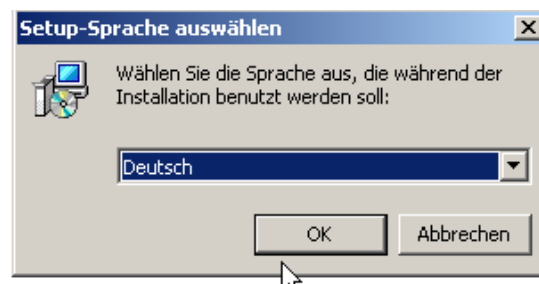 Setup-Sprache auswählen
Wählen Sie die Sprache aus, die während der
Installation benutzt werden soll:
Deutsch
OK
Abbrechen